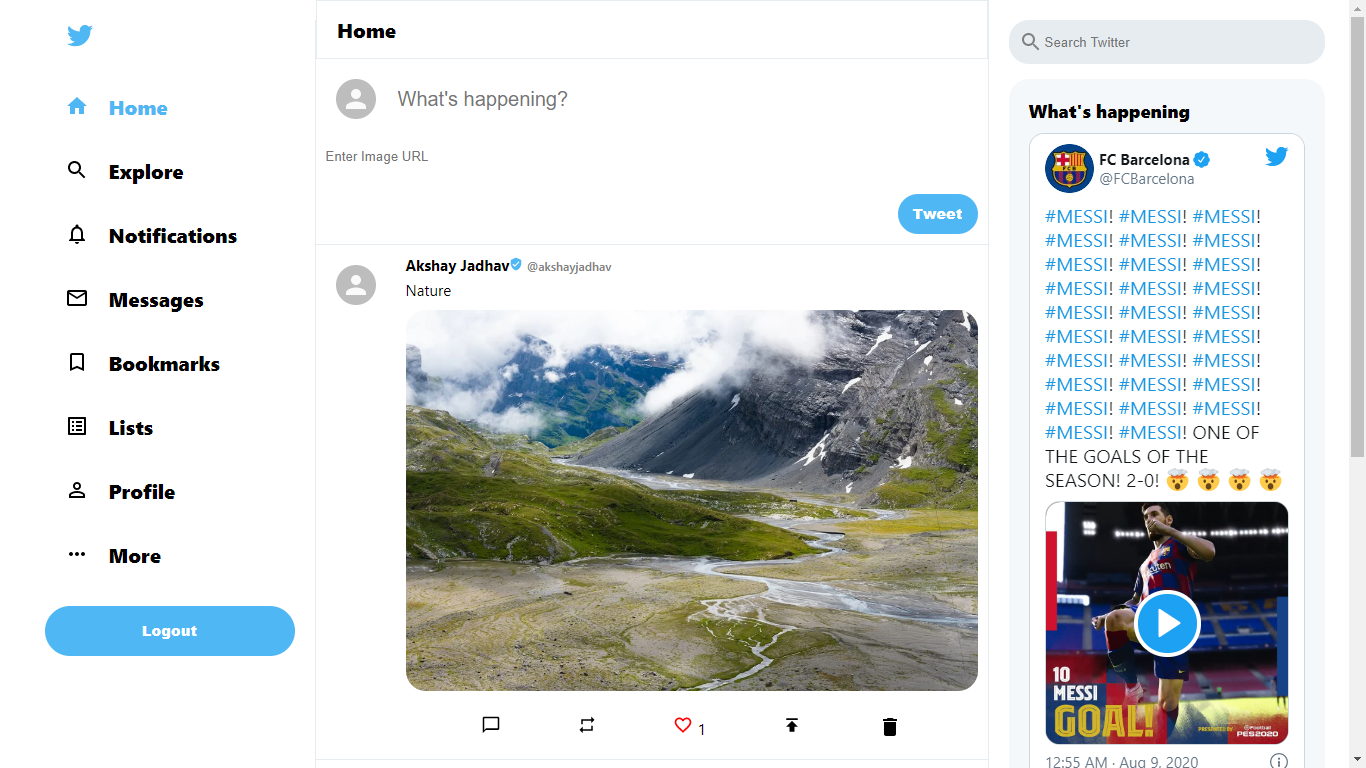 Home
Explore
Notifications
Messages
Bookmarks
Lists
Profile
More
Logout
Home
What's happening?
Enter Image URL
Tweet
Akshay Jadhav @akshayjadhav
Nature
1
Search Twitter
What's happening
FC Barcelona
@FCBarcelona
#MESSI! #MESSI! #MESSI!
#MESSI! #MESSI! #MESSI!
#MESSI! #MESSI! #MESSI!
#MESSI! #MESSI! #MESSI!
#MESSI! #MESSI! #MESSI!
#MESSI! #MESSI! #MESSI!
#MESSI! #MESSI! #MESSI!
#MESSI! #MESSI! #MESSI!
#MESSI! #MESSI! #MESSI!
#MESSI! #MESSI! ONE OF
THE GOALS OF THE
SEASON! 2-0! 🤯 🤯 🤯 🤯
Rakuten
10
MESSI
GOAL!
PRESENTED BY
eFootball
PES2020
12:55 AM · Aug 9, 2020